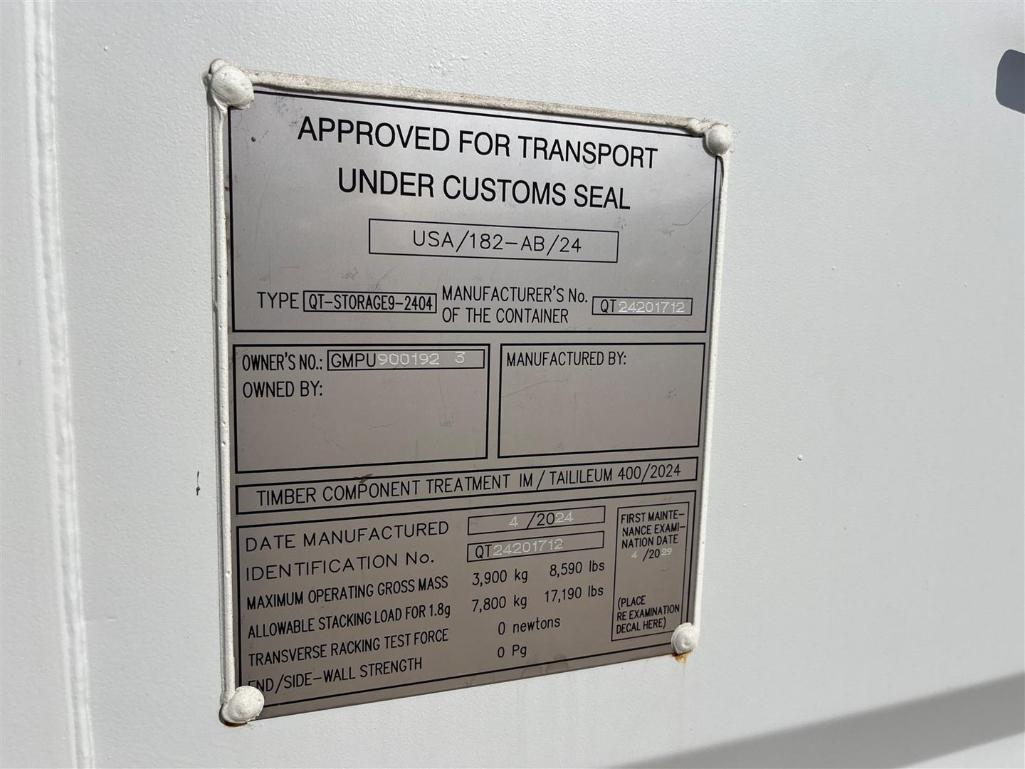 APPROVED FOR TRANSPORT
UNDER CUSTOMS SEAL
USA/182-AB/24
TYPE QT-STORAGE9-2404 MANUFACTURER'S No. OF THE CONTAINER QT24201712
OWNER'S NO.: GMPU900192 3
OWNED BY:
MANUFACTURED BY:
TIMBER COMPONENT TREATMENT IM / TAILILEUM 400/2024
DATE MANUFACTURED 4 /2024
IDENTIFICATION No. QT24201712
MAXIMUM OPERATING GROSS MASS 3,900 kg 8,590 lbs
ALLOWABLE STACKING LOAD FOR 1.8g 7,800 kg 17,190 lbs
TRANSVERSE RACKING TEST FORCE 0 newtons
END/SIDE-WALL STRENGTH 0 Pg
FIRST MAINTE-
NANCE EXAMI-
NATION DATE
4 /2029
(PLACE
RE EXAMINATION
DECAL HERE)